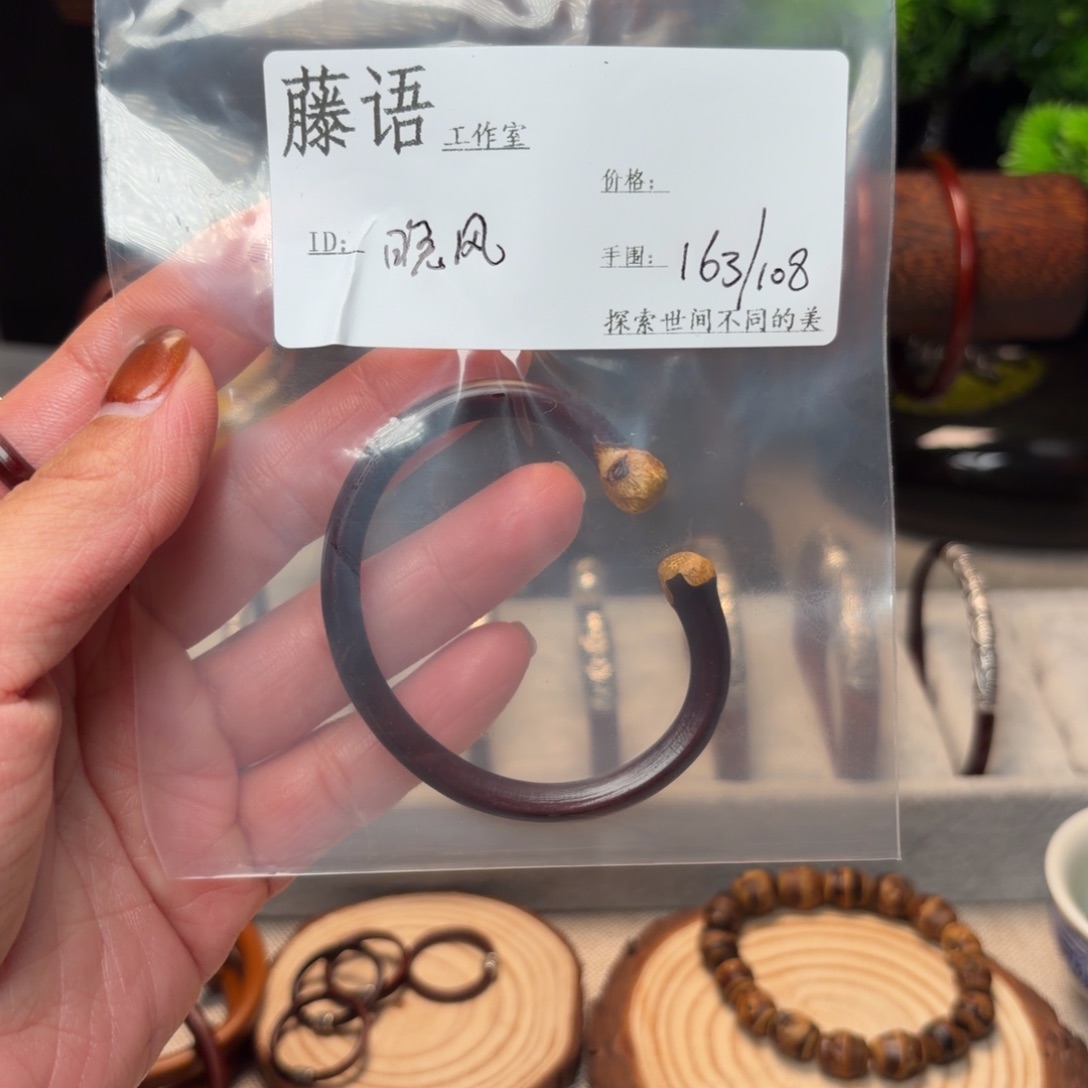 藤语 工作室
价格：
ID： 晓风
手围： 163/108
探索世间不同的美